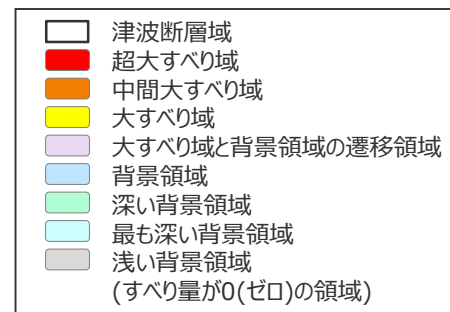 津波断層域
超大すべり域
中間大すべり域
大すべり域
大すべり域と背景領域の遷移領域
背景領域
深い背景領域
最も深い背景領域
浅い背景領域
(すべり量が0(ゼロ)の領域)